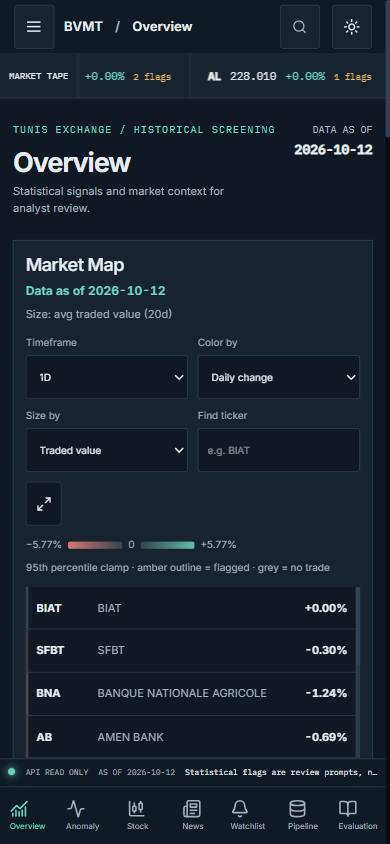 BVMT / Overview
MARKET TAPE +0.00% 2 flags AL 228.010 +0.00% 1 flags
TUNIS EXCHANGE / HISTORICAL SCREENING
DATA AS OF
2026-10-12
Overview
Statistical signals and market context for
analyst review.
Market Map
Data as of 2026-10-12
Size: avg traded value (20d)
Timeframe Color by
1D Daily change
Size by Find ticker
Traded value e.g. BIAT
−5.77% 0 +5.77%
95th percentile clamp · amber outline = flagged · grey = no trade
BIAT BIAT +0.00%
SFBT SFBT -0.30%
BNA BANQUE NATIONALE AGRICOLE -1.24%
AB AMEN BANK -0.69%
API READ ONLY AS OF 2026-10-12 Statistical flags are review prompts, n…
Overview Anomaly Stock News Watchlist Pipeline Evaluation